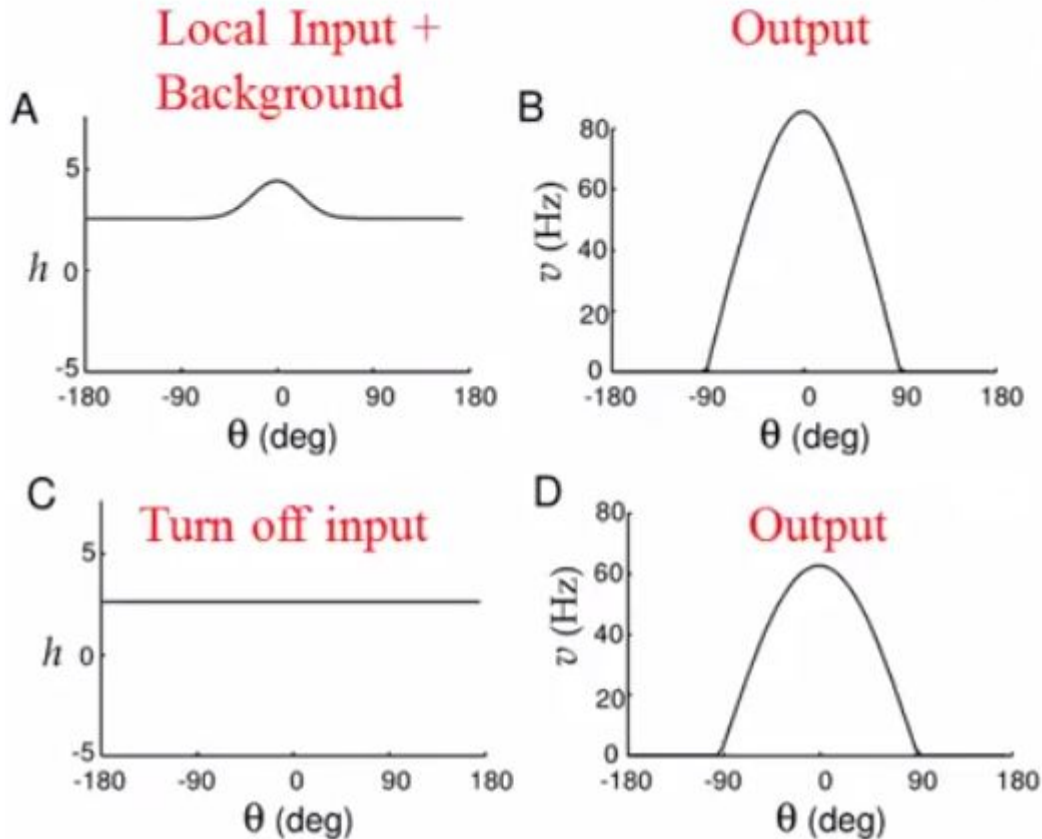 Local Input +
Background
Output
A
5
h 0
-5
-180 -90 0 90 180
θ (deg)
B
80
60
40
20
0
v (Hz)
-180 -90 0 90 180
θ (deg)
C
Turn off input
5
h 0
-5
-180 -90 0 90 180
θ (deg)
D
Output
80
60
40
20
0
v (Hz)
-180 -90 0 90 180
θ (deg)